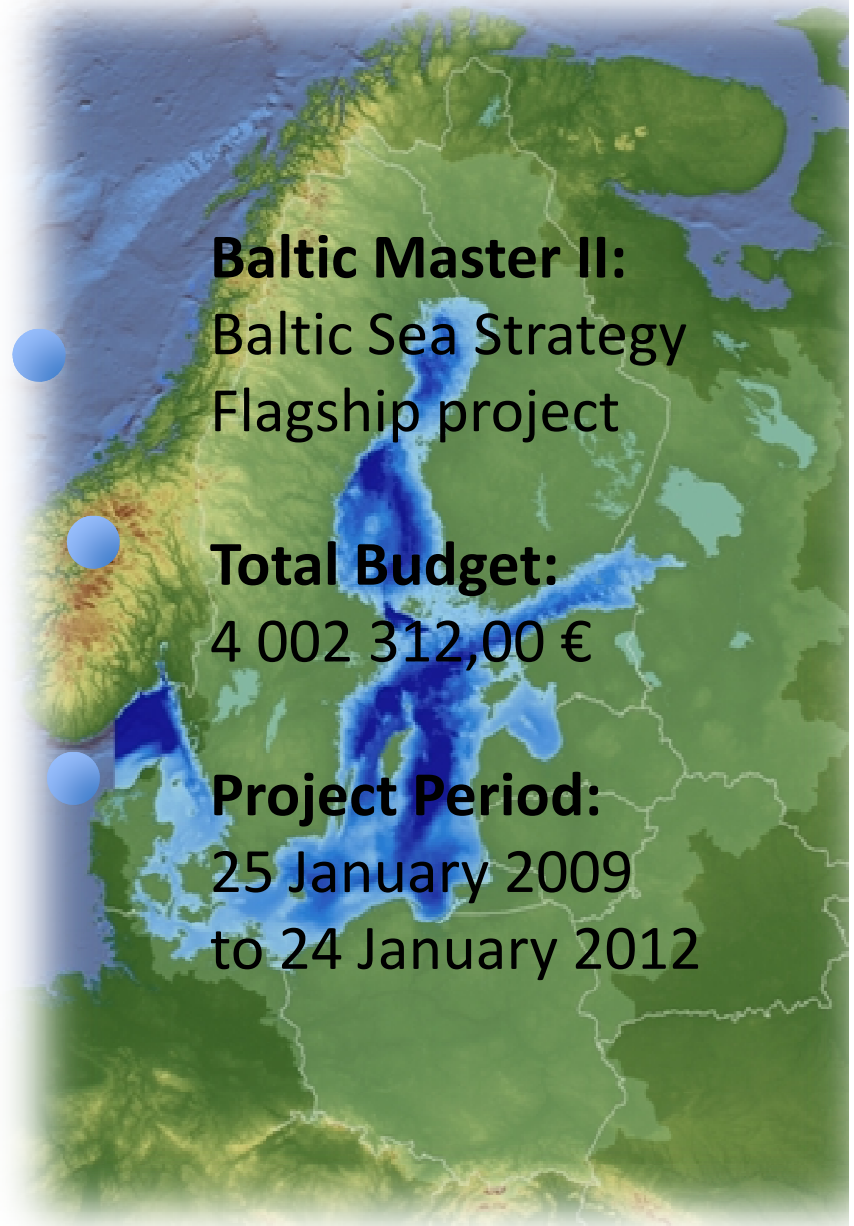 Baltic Master II:
Baltic Sea Strategy
Flagship project
Total Budget:
4 002 312,00 €
Project Period:
25 January 2009
to 24 January 2012